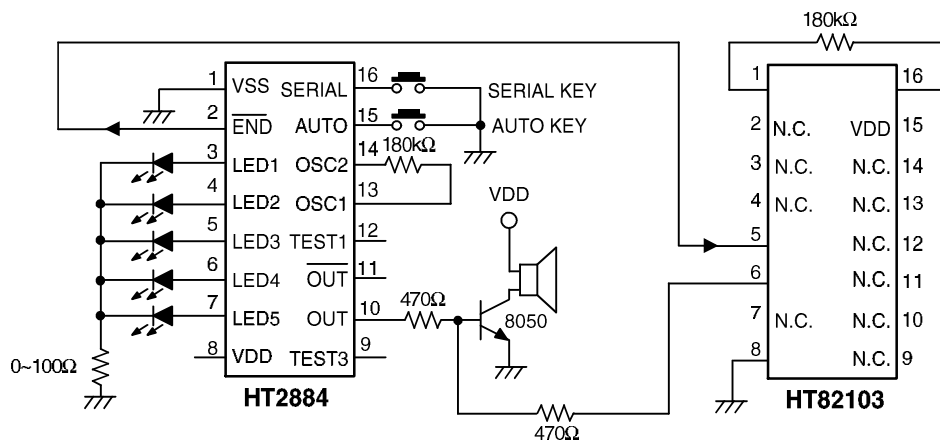 180kΩ
1 VSS SERIAL 16 SERIAL KEY
2 END AUTO 15 AUTO KEY
3 LED1 OSC2 14 180kΩ
4 LED2 OSC1 13
5 LED3 TEST1 12
6 LED4 OUT 11
7 LED5 OUT 10 470Ω
8 VDD TEST3 9
0~100Ω
HT2884
VDD
8050
470Ω
1 16
2 N.C. VDD 15
3 N.C. N.C. 14
4 N.C. N.C. 13
5 N.C. 12
6 N.C. 11
7 N.C. N.C. 10
8 N.C. 9
HT82103